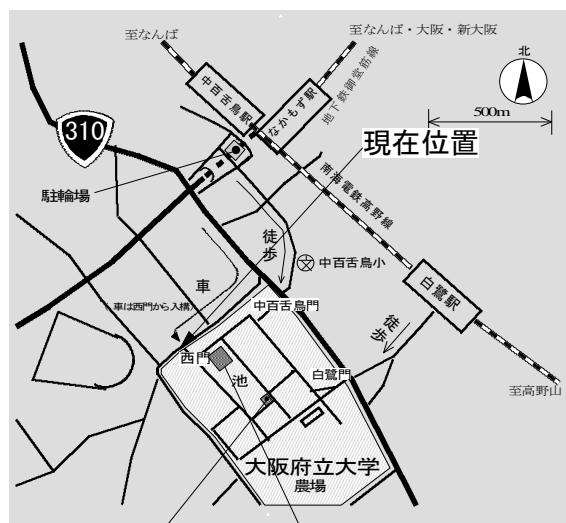 至なんば
至なんば・大阪・新大阪
北
500m
中百舌鳥駅
なかもず駅
地下鉄御堂筋線
310
現在位置
駐輪場
南海電鉄高野線
徒歩
中百舌鳥小
車
(車は西門から入構)
中百舌鳥門
白鷺駅
徒歩
西門
池
白鷺門
至高野山
大阪府立大学
農場